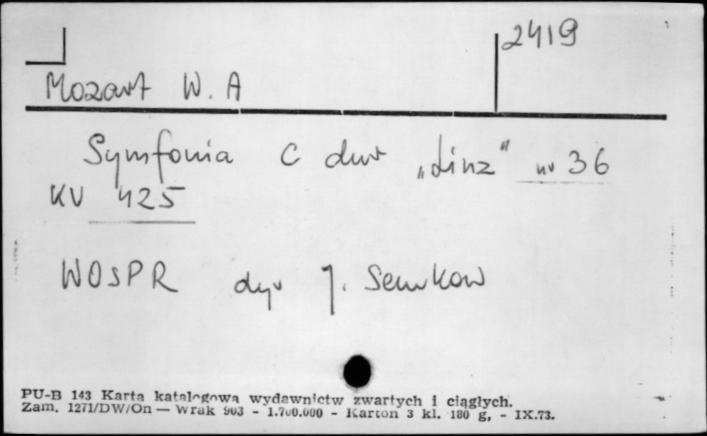 2419
Mozart W. A
Symfonia C dur „Linz" nr 36
KV 425
WOSPR dyr J. Semkow
PU-B 143 Karta katalogowa wydawnictw zwartych i ciągłych.
Zam. 1271/DW/On — Wrak 903 - 1.700.000 - Karton 3 kl. 180 g, - IX.73.